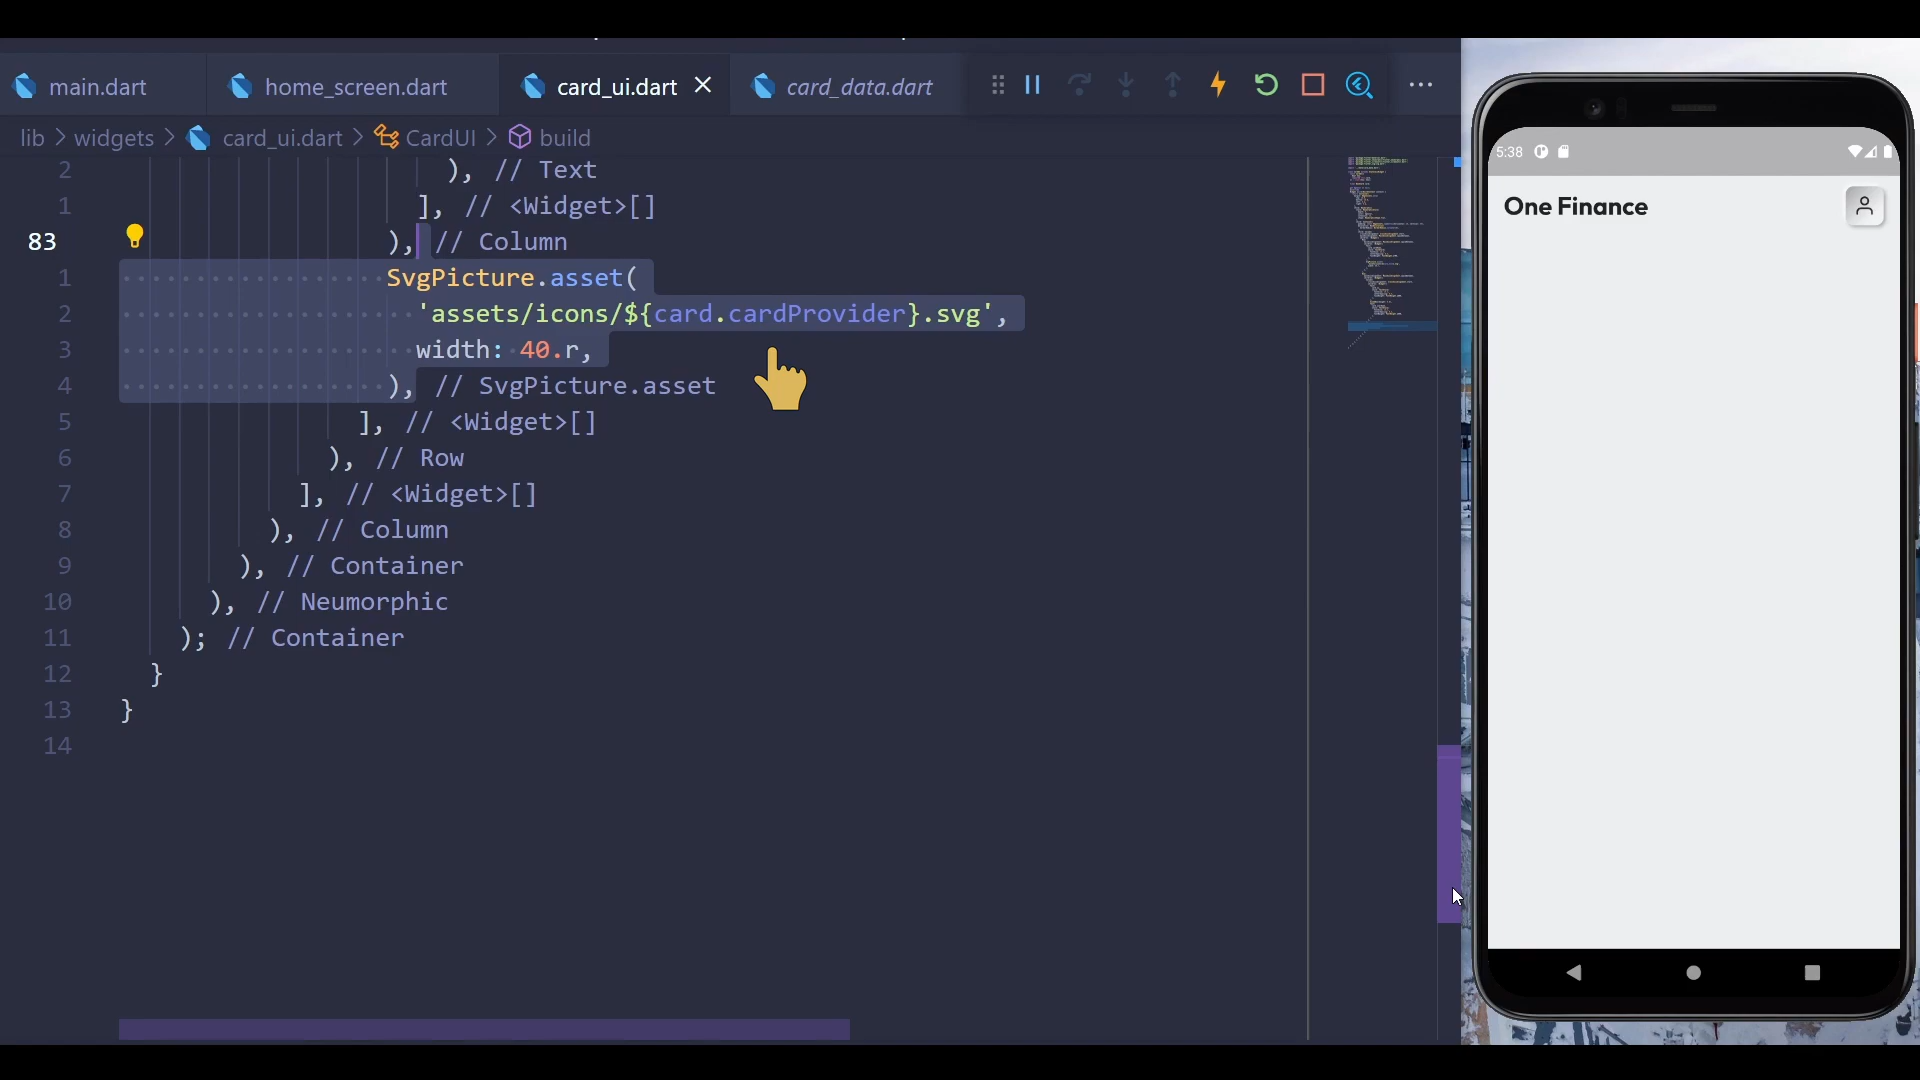 main.dart
home_screen.dart
card_ui.dart
card_data.dart
lib > widgets > card_ui.dart > CardUI > build
2 ), // Text
1 ], // <Widget>[]
83 ), // Column
1 SvgPicture.asset(
2 'assets/icons/${card.cardProvider}.svg',
3 width: 40.r,
4 ), // SvgPicture.asset
5 ], // <Widget>[]
6 ), // Row
7 ], // <Widget>[]
8 ), // Column
9 ), // Container
10 ), // Neumorphic
11 ); // Container
12 }
13 }
14
5:38
One Finance